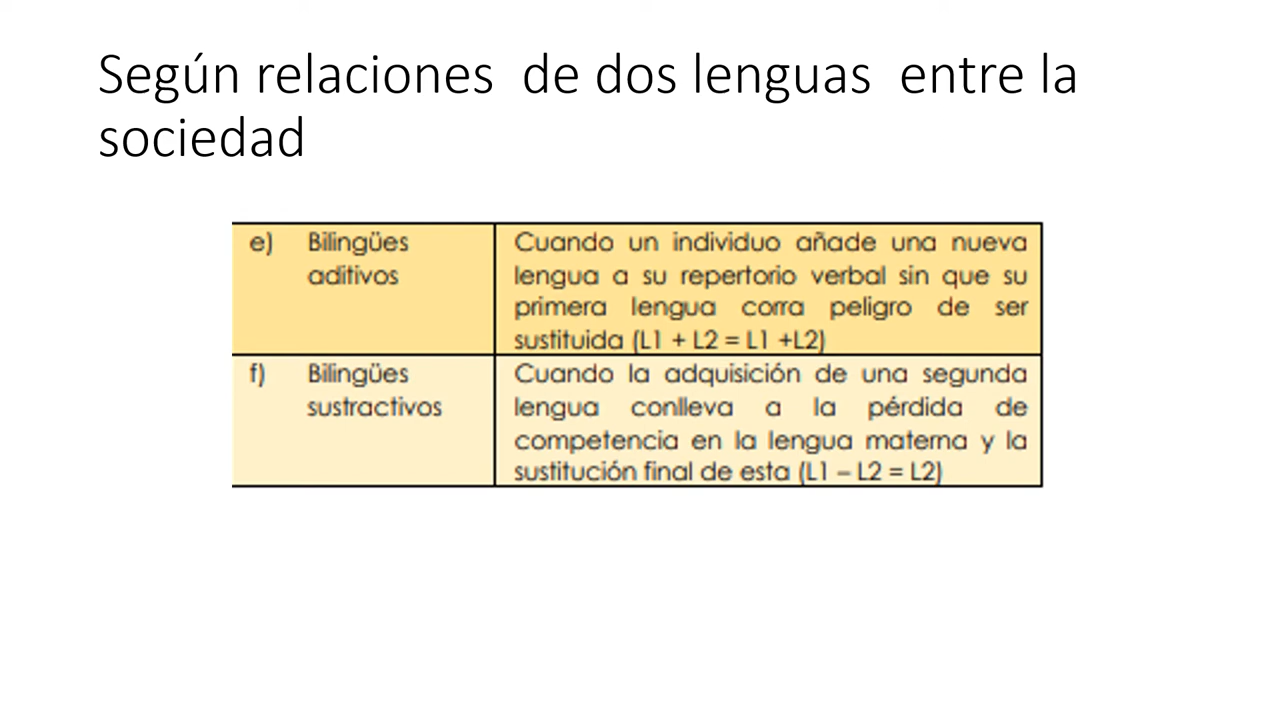 Según relaciones  de dos lenguas  entre la
sociedad
e) Bilingües
aditivos
Cuando un individuo añade una nueva
lengua a su repertorio verbal sin que su
primera lengua corra peligro de ser
sustituida (L1 + L2 = L1 +L2)
f) Bilingües
sustractivos
Cuando la adquisición de una segunda
lengua conlleva a la pérdida de
competencia en la lengua materna y la
sustitución final de esta (L1 – L2 = L2)